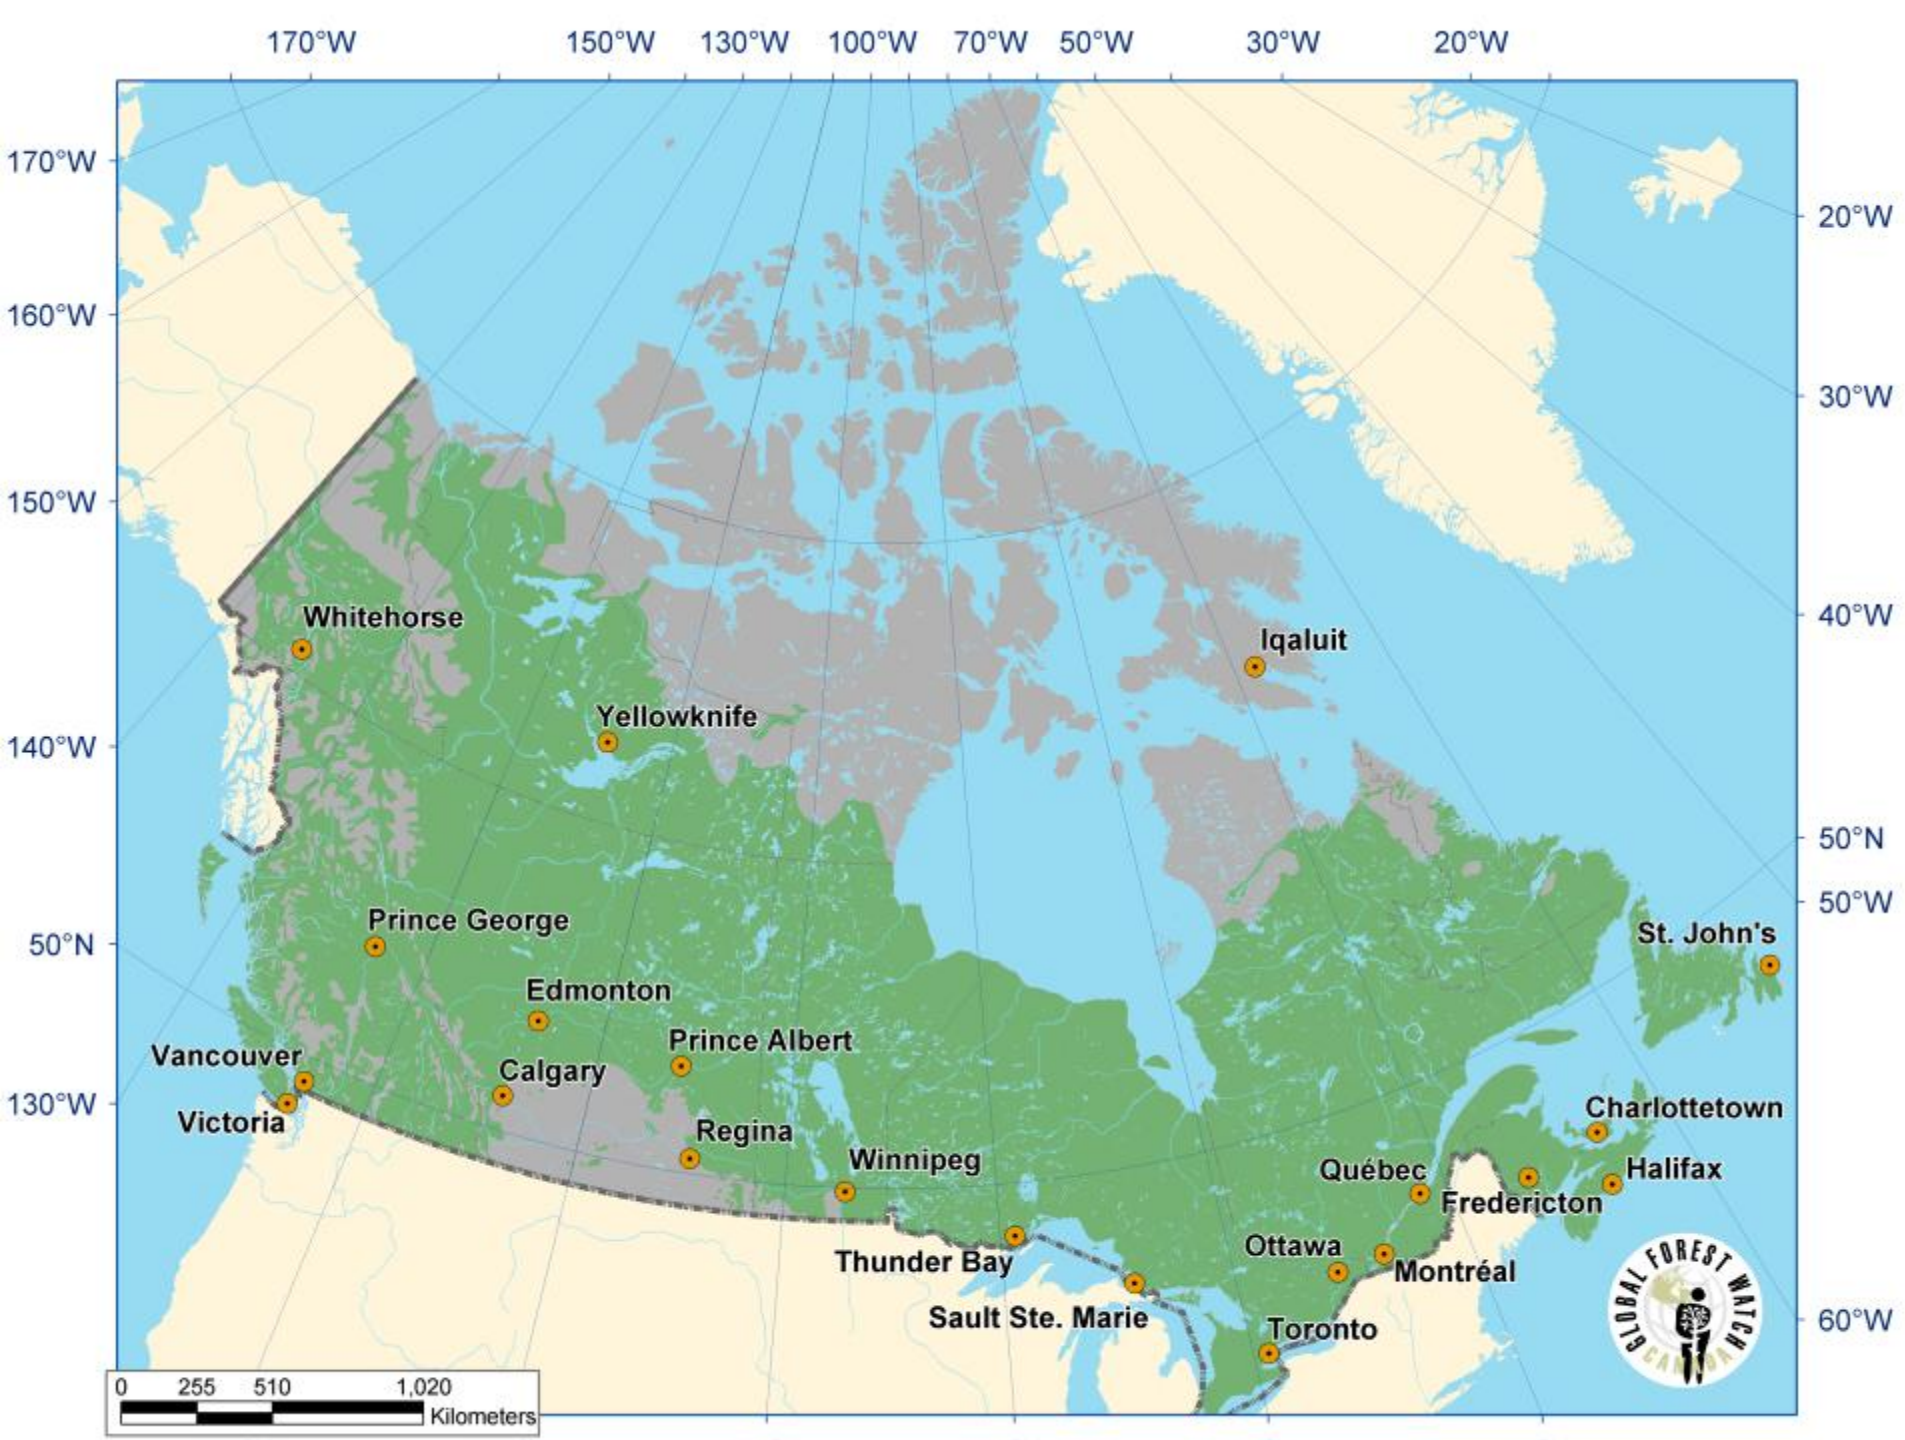 170°W 150°W 130°W 100°W 70°W 50°W 30°W 20°W
170°W
20°W
160°W
30°W
150°W
40°W
Whitehorse
Iqaluit
Yellowknife
140°W
50°N
50°W
Prince George
50°N
St. John's
Edmonton
Prince Albert
Vancouver
Calgary
130°W
Charlottetown
Victoria
Regina
Winnipeg
Québec
Halifax
Fredericton
Ottawa
Thunder Bay
Montréal
Sault Ste. Marie
Toronto
60°W
GLOBAL FOREST WATCH
CANADA
0 255 510 1,020
Kilometers